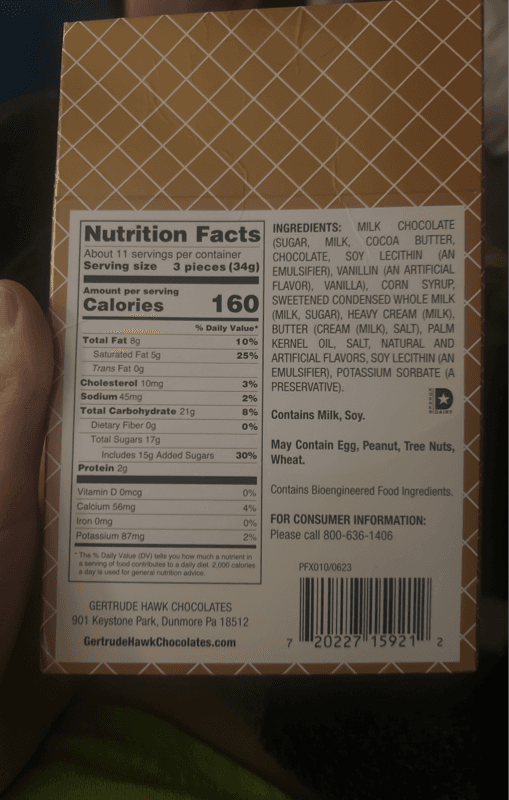 Nutrition Facts
About 11 servings per container
Serving size 3 pieces (34g)
Amount per serving
Calories 160
% Daily Value*
Total Fat 8g 10%
Saturated Fat 5g 25%
Trans Fat 0g
Cholesterol 10mg 3%
Sodium 45mg 2%
Total Carbohydrate 21g 8%
Dietary Fiber 0g 0%
Total Sugars 17g
Includes 15g Added Sugars 30%
Protein 2g
Vitamin D 0mcg 0%
Calcium 56mg 4%
Iron 0mg 0%
Potassium 87mg 2%
* The % Daily Value (DV) tells you how much a nutrient in
a serving of food contributes to a daily diet. 2,000 calories
a day is used for general nutrition advice.
GERTRUDE HAWK CHOCOLATES
901 Keystone Park, Dunmore Pa 18512
GertrudeHawkChocolates.com
INGREDIENTS: MILK CHOCOLATE
(SUGAR, MILK, COCOA BUTTER,
CHOCOLATE, SOY LECITHIN (AN
EMULSIFIER), VANILLIN (AN ARTIFICIAL
FLAVOR), VANILLA), CORN SYRUP,
SWEETENED CONDENSED WHOLE MILK
(MILK, SUGAR), HEAVY CREAM (MILK),
BUTTER (CREAM (MILK), SALT), PALM
KERNEL OIL, SALT, NATURAL AND
ARTIFICIAL FLAVORS, SOY LECITHIN (AN
EMULSIFIER), POTASSIUM SORBATE (A
PRESERVATIVE).
D
DAIRY
Contains Milk, Soy.
May Contain Egg, Peanut, Tree Nuts,
Wheat.
Contains Bioengineered Food Ingredients.
FOR CONSUMER INFORMATION:
Please call 800-636-1406
PFX010/0623
7 20227 15921 2